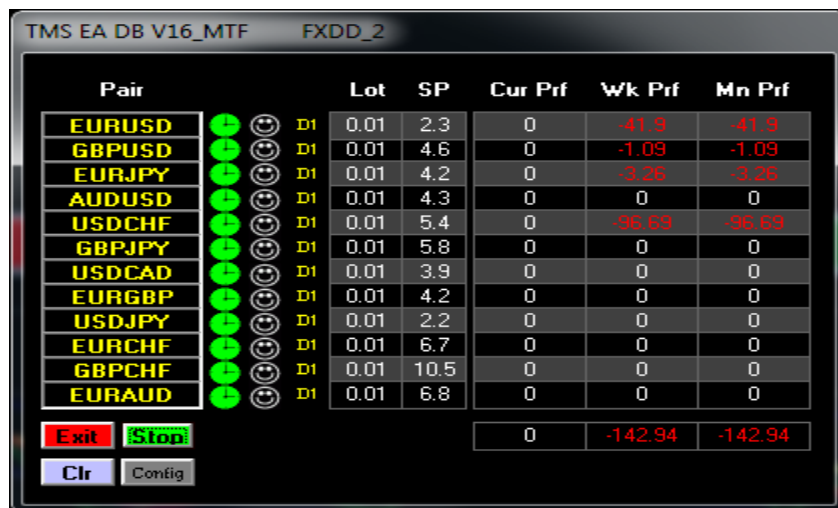 TMS EA DB V16_MTF FXDD_2
Pair Lot SP Cur Prf Wk Prf Mn Prf
EURUSD D1 0.01 2.3 0 -41.9 -41.9
GBPUSD D1 0.01 4.6 0 -1.09 -1.09
EURJPY D1 0.01 4.2 0 -3.26 -3.26
AUDUSD D1 0.01 4.3 0 0 0
USDCHF D1 0.01 5.4 0 -96.69 -96.69
GBPJPY D1 0.01 5.8 0 0 0
USDCAD D1 0.01 3.9 0 0 0
EURGBP D1 0.01 4.2 0 0 0
USDJPY D1 0.01 2.2 0 0 0
EURCHF D1 0.01 6.7 0 0 0
GBPCHF D1 0.01 10.5 0 0 0
EURAUD D1 0.01 6.8 0 0 0
Exit Stop 0 -142.94 -142.94
Clr Config